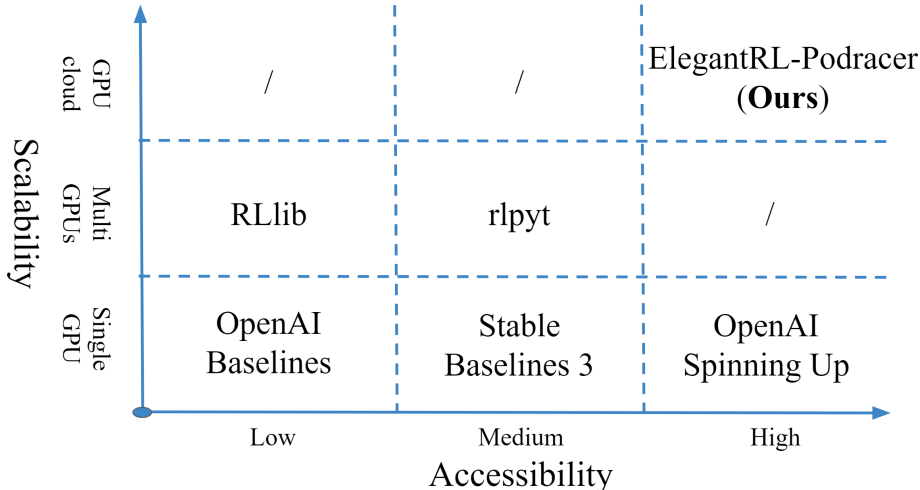 GPU
cloud
/
/
ElegantRL-Podracer
(Ours)
Scalability
Multi
GPUs
RLlib
rlpyt
/
Single
GPU
OpenAI
Baselines
Stable
Baselines 3
OpenAI
Spinning Up
Low
Medium
High
Accessibility